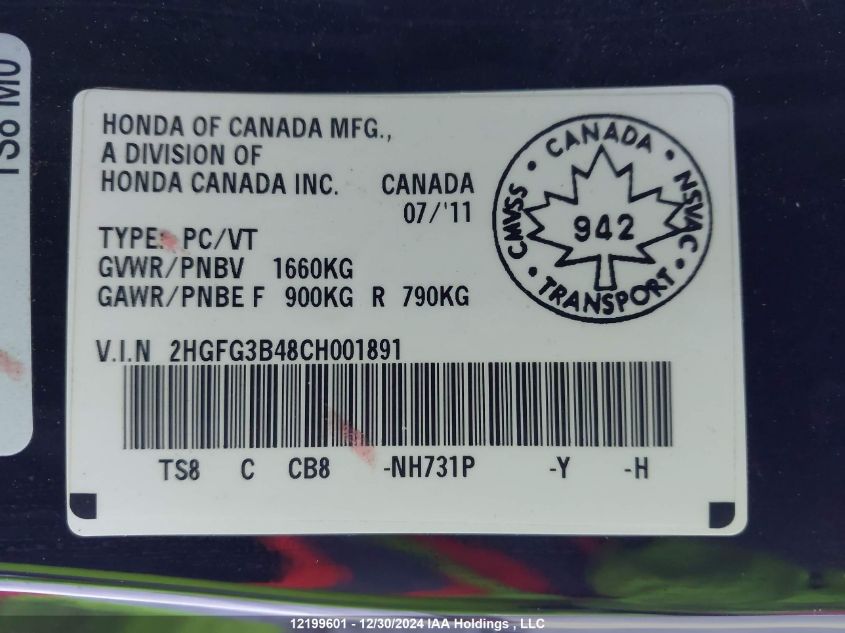 TS8 M0
HONDA OF CANADA MFG.,
A DIVISION OF
HONDA CANADA INC. CANADA
07/'11
TYPE: PC/VT
GVWR/PNBV 1660KG
GAWR/PNBE F 900KG R 790KG
V.I.N 2HGFG3B48CH001891
TS8 C CB8 -NH731P -Y -H
CANADA
CMVSS • NSVAC
942
TRANSPORT
12199601 - 12/30/2024 IAA Holdings , LLC